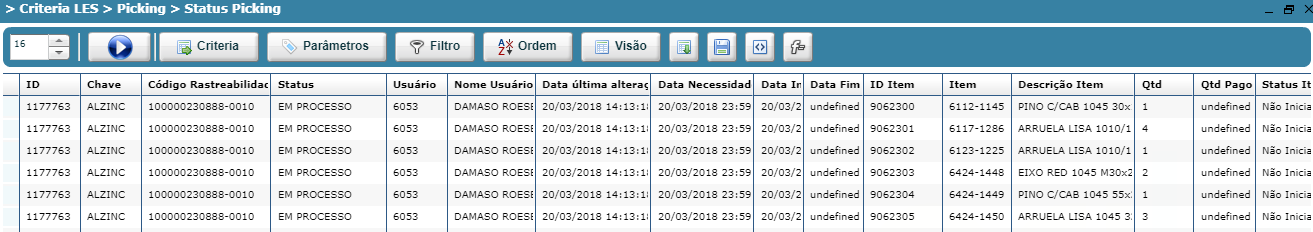 > Criteria LES > Picking > Status Picking
16 Criteria Parâmetros Filtro Ordem Visão
ID Chave Código Rastreabilidac Status Usuário Nome Usuário Data última alteraç Data Necessidad Data In Data Fim ID Item Item Descrição Item Qtd Qtd Pago Status It
1177763 ALZINC 100000230888-0010 EM PROCESSO 6053 DAMASO ROESE 20/03/2018 14:13:18 20/03/2018 23:59 20/03/2 undefined 9062300 6112-1145 PINO C/CAB 1045 30x 1 undefined Não Inicia
1177763 ALZINC 100000230888-0010 EM PROCESSO 6053 DAMASO ROESE 20/03/2018 14:13:18 20/03/2018 23:59 20/03/2 undefined 9062301 6117-1286 ARRUELA LISA 1010/1 4 undefined Não Inicia
1177763 ALZINC 100000230888-0010 EM PROCESSO 6053 DAMASO ROESE 20/03/2018 14:13:18 20/03/2018 23:59 20/03/2 undefined 9062302 6123-1225 ARRUELA LISA 1010/1 1 undefined Não Inicia
1177763 ALZINC 100000230888-0010 EM PROCESSO 6053 DAMASO ROESE 20/03/2018 14:13:18 20/03/2018 23:59 20/03/2 undefined 9062303 6424-1448 EIXO RED 1045 M30x2 2 undefined Não Inicia
1177763 ALZINC 100000230888-0010 EM PROCESSO 6053 DAMASO ROESE 20/03/2018 14:13:18 20/03/2018 23:59 20/03/2 undefined 9062304 6424-1449 PINO C/CAB 1045 55x 1 undefined Não Inicia
1177763 ALZINC 100000230888-0010 EM PROCESSO 6053 DAMASO ROESE 20/03/2018 14:13:18 20/03/2018 23:59 20/03/2 undefined 9062305 6424-1450 ARRUELA LISA 1045 3 3 undefined Não Inicia